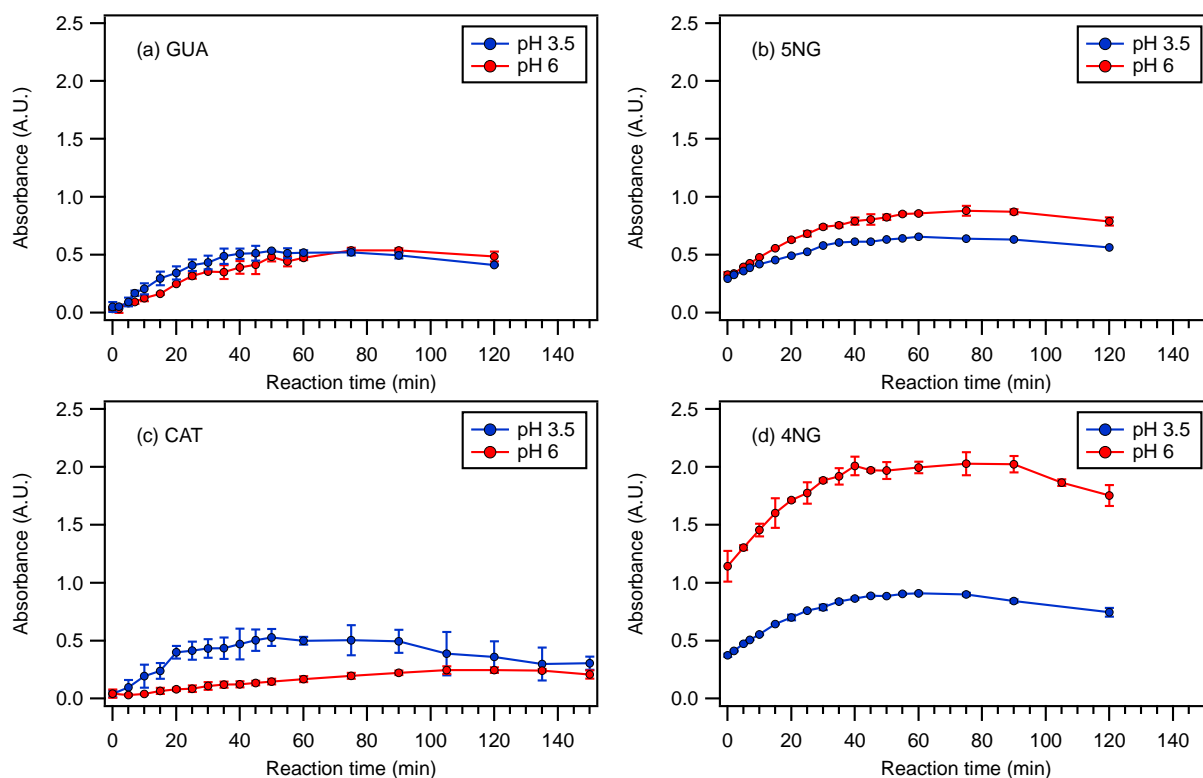 (a) GUA
pH 3.5
pH 6
2.5
2.0
1.5
1.0
0.5
0.0
Absorbance (A.U.)
0 20 40 60 80 100 120 140
Reaction time (min)
(b) 5NG
pH 3.5
pH 6
2.5
2.0
1.5
1.0
0.5
0.0
Absorbance (A.U.)
0 20 40 60 80 100 120 140
Reaction time (min)
(c) CAT
pH 3.5
pH 6
2.5
2.0
1.5
1.0
0.5
0.0
Absorbance (A.U.)
0 20 40 60 80 100 120 140
Reaction time (min)
(d) 4NG
pH 3.5
pH 6
2.5
2.0
1.5
1.0
0.5
0.0
Absorbance (A.U.)
0 20 40 60 80 100 120 140
Reaction time (min)